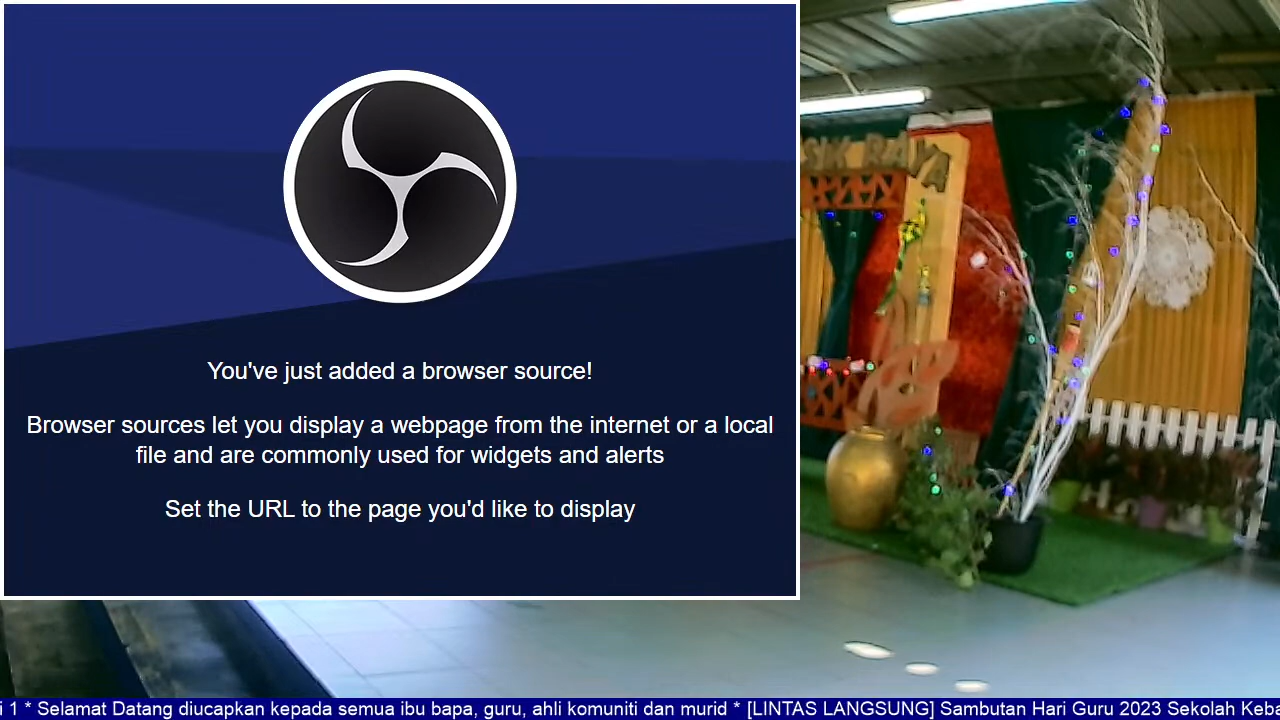 You've just added a browser source!
Browser sources let you display a webpage from the internet or a local
file and are commonly used for widgets and alerts
Set the URL to the page you'd like to display
RAYA
i 1 * Selamat Datang diucapkan kepada semua ibu bapa, guru, ahli komuniti dan murid * [LINTAS LANGSUNG] Sambutan Hari Guru 2023 Sekolah Keba